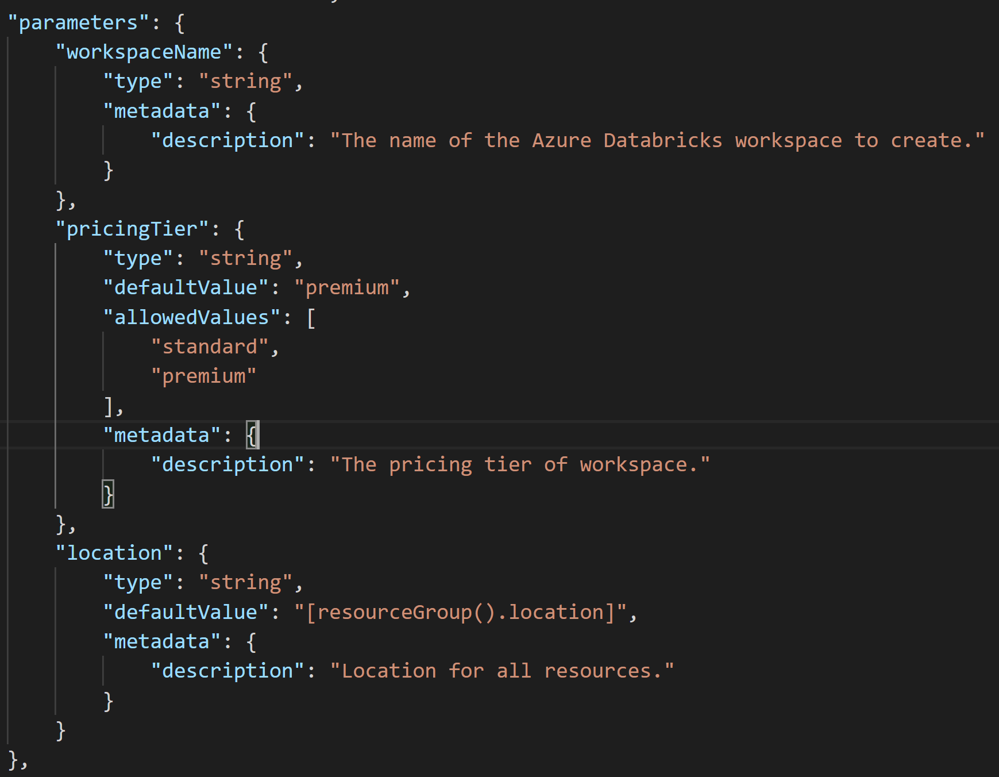 "parameters": {
    "workspaceName": {
        "type": "string",
        "metadata": {
            "description": "The name of the Azure Databricks workspace to create."
        }
    },
    "pricingTier": {
        "type": "string",
        "defaultValue": "premium",
        "allowedValues": [
            "standard",
            "premium"
        ],
        "metadata": {
            "description": "The pricing tier of workspace."
        }
    },
    "location": {
        "type": "string",
        "defaultValue": "[resourceGroup().location]",
        "metadata": {
            "description": "Location for all resources."
        }
    }
},